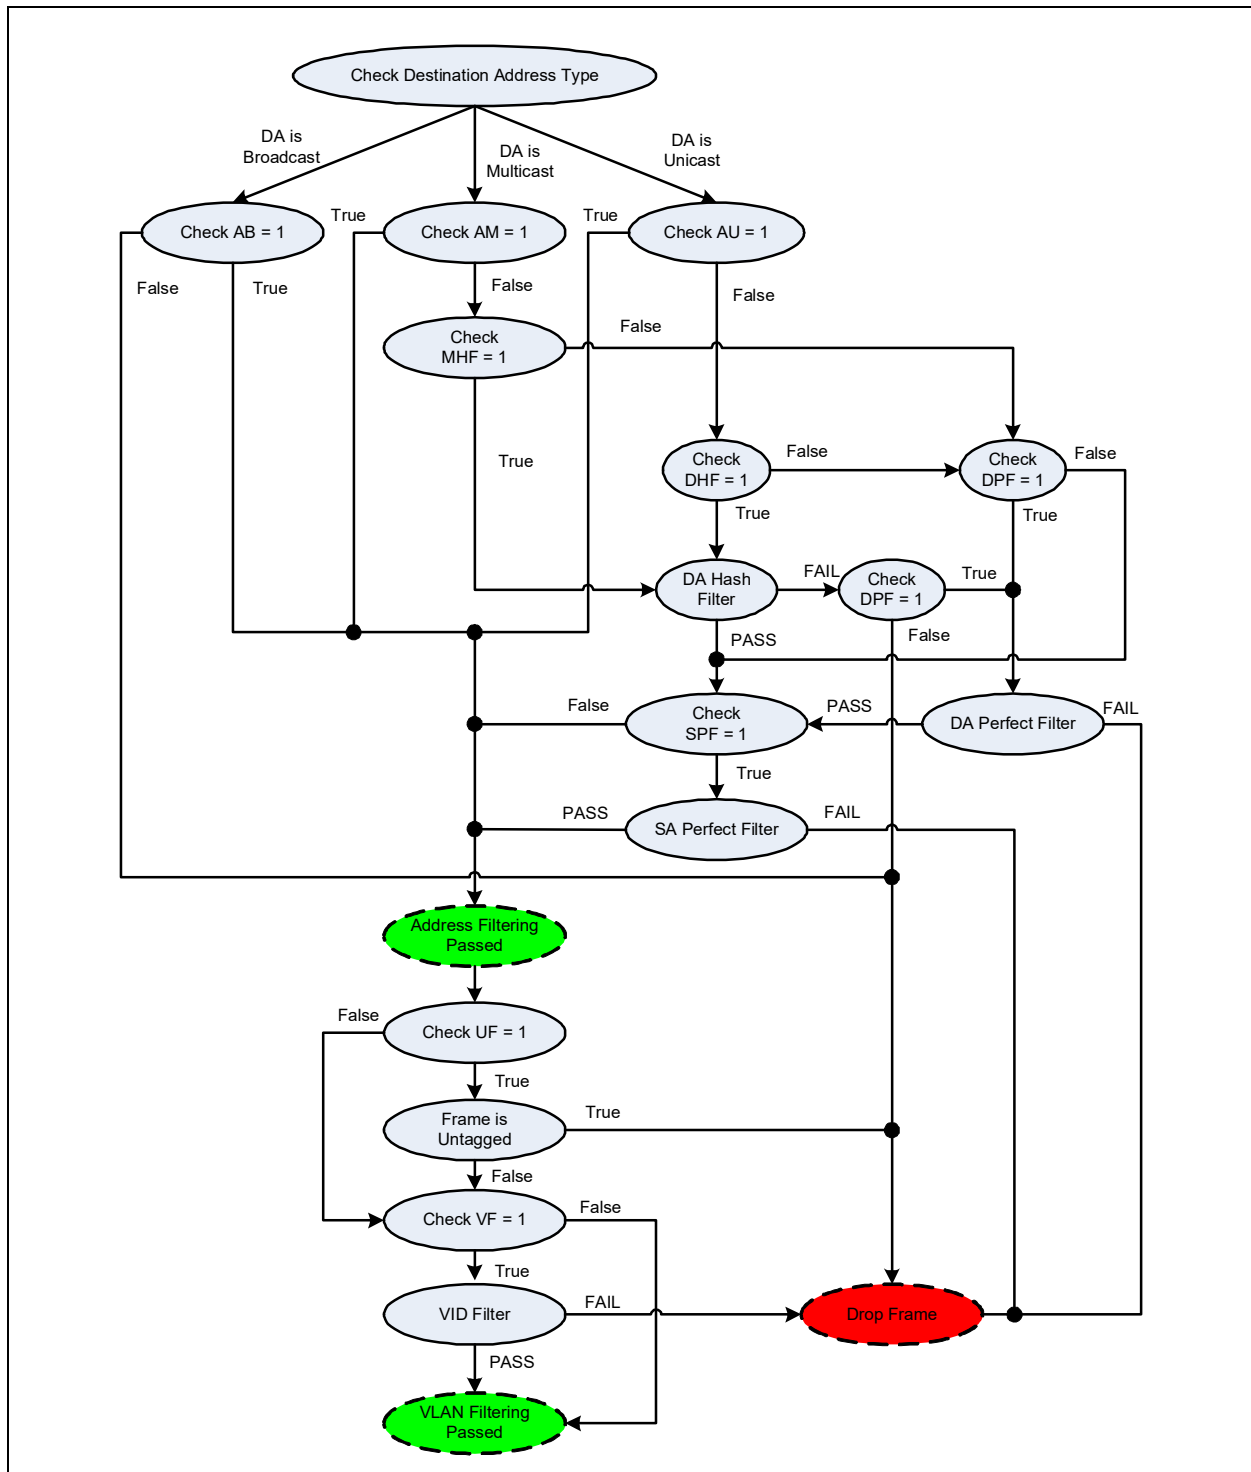 Check Destination Address Type
DA is
Broadcast
DA is
Multicast
DA is
Unicast
Check AB = 1
True
Check AM = 1
True
Check AU = 1
False
True
False
False
Check
MHF = 1
False
True
Check
DHF = 1
False
Check
DPF = 1
False
True
True
DA Hash
Filter
FAIL
Check
DPF = 1
True
PASS
False
False
Check
SPF = 1
PASS
DA Perfect Filter
FAIL
True
PASS
SA Perfect Filter
FAIL
Address Filtering
Passed
False
Check UF = 1
True
Frame is
Untagged
True
False
Check VF = 1
False
True
VID Filter
FAIL
Drop Frame
PASS
VLAN Filtering
Passed